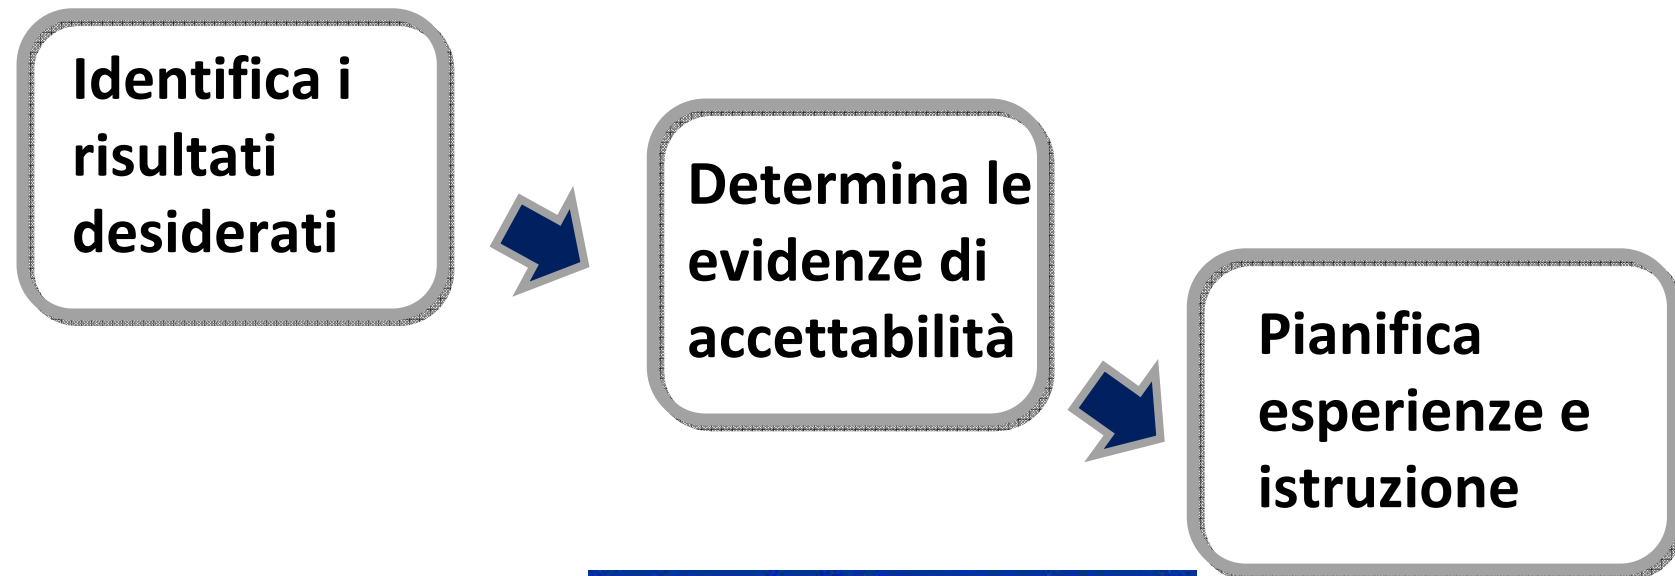 Identifica i
risultati
desiderati
Determina le
evidenze di
accettabilità
Pianifica
esperienze e
istruzione